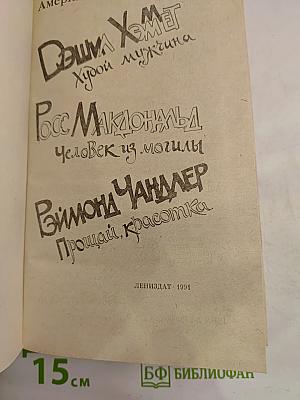 Амери
Дэшил Хэммет
Худой мужчина
Росс Макдональд
Человек из могилы
Рэймонд Чандлер
Прощай, красотка
ЛЕНИЗДАТ 1991
15 см
БФ БИБЛИОФАН